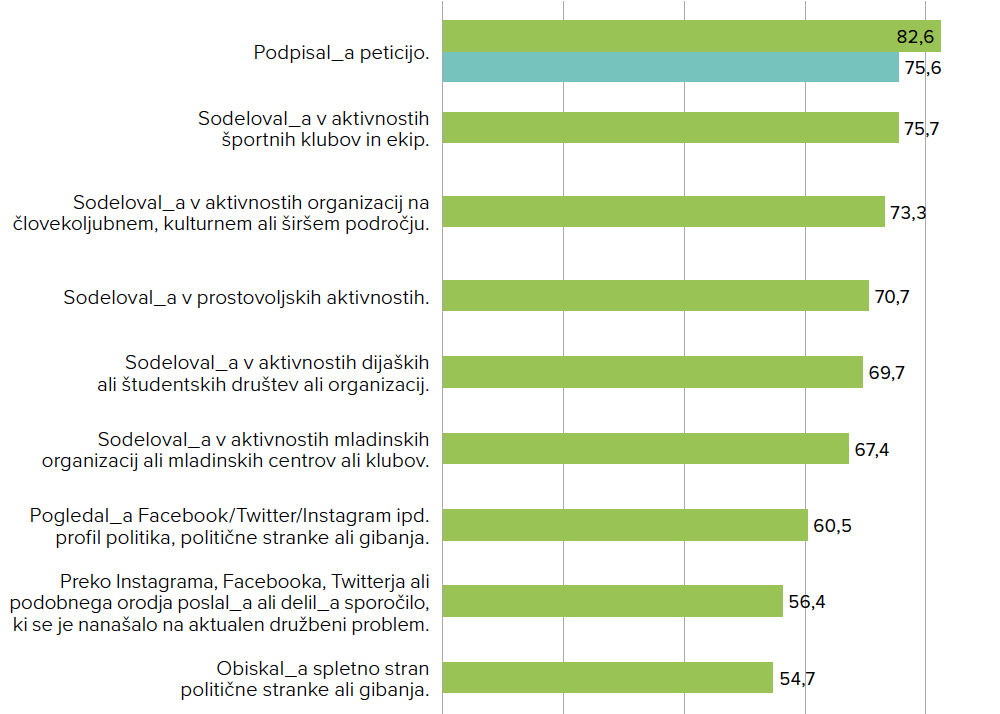 Podpisal_a peticijo.
82,6
75,6
Sodeloval_a v aktivnostih
športnih klubov in ekip.
75,7
Sodeloval_a v aktivnostih organizacij na
človekoljubnem, kulturnem ali širšem področju.
73,3
Sodeloval_a v prostovoljskih aktivnostih.
70,7
Sodeloval_a v aktivnostih dijaških
ali študentskih društev ali organizacij.
69,7
Sodeloval_a v aktivnostih mladinskih
organizacij ali mladinskih centrov ali klubov.
67,4
Pogledal_a Facebook/Twitter/Instagram ipd.
profil politika, politične stranke ali gibanja.
60,5
Preko Instagrama, Facebooka, Twitterja ali
podobnega orodja poslal_a ali delil_a sporočilo,
ki se je nanašalo na aktualen družbeni problem.
56,4
Obiskal_a spletno stran
politične stranke ali gibanja.
54,7